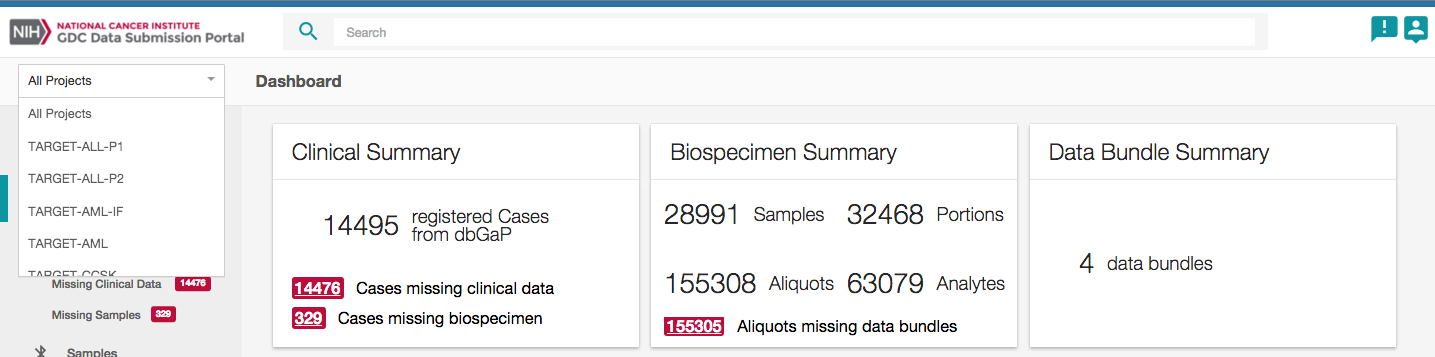 NIH
NATIONAL CANCER INSTITUTE
GDC Data Submission Portal
Search
All Projects
Dashboard
All Projects
TARGET-ALL-P1
TARGET-ALL-P2
TARGET-AML-IF
TARGET-AML
TARGET-CCSK
Missing Clinical Data 14476
Missing Samples 329
Samples
Clinical Summary
14495 registered Cases
from dbGaP
14476 Cases missing clinical data
329 Cases missing biospecimen
Biospecimen Summary
28991 Samples 32468 Portions
155308 Aliquots 63079 Analytes
155305 Aliquots missing data bundles
Data Bundle Summary
4 data bundles